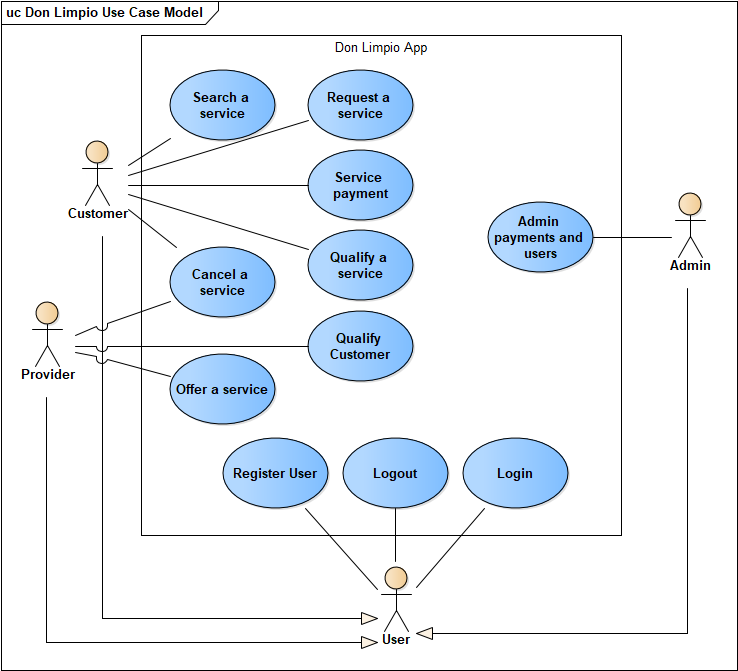 uc Don Limpio Use Case Model
Don Limpio App
Search a
service
Request a
service
Service
payment
Customer
Admin
payments and
users
Qualify a
service
Admin
Cancel a
service
Qualify
Customer
Provider
Offer a service
Register User
Logout
Login
User